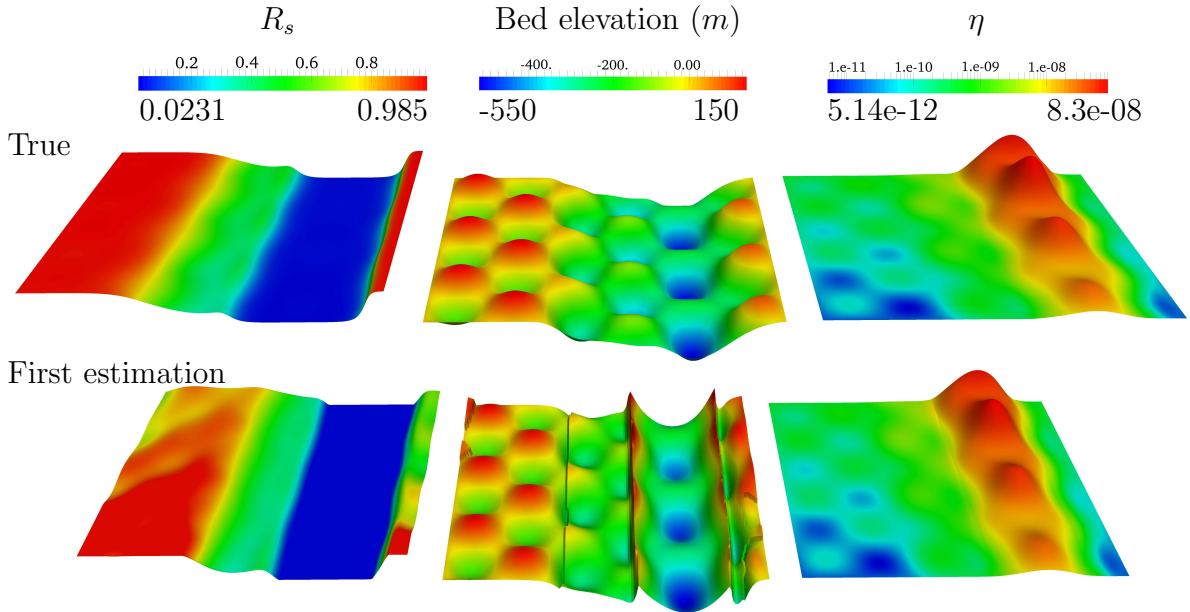 R_s Bed elevation (m) η
0.2 0.4 0.6 0.8 -400. -200. 0.00 1.e-11 1.e-10 1.e-09 1.e-08
0.0231 0.985 -550 150 5.14e-12 8.3e-08
True
First estimation